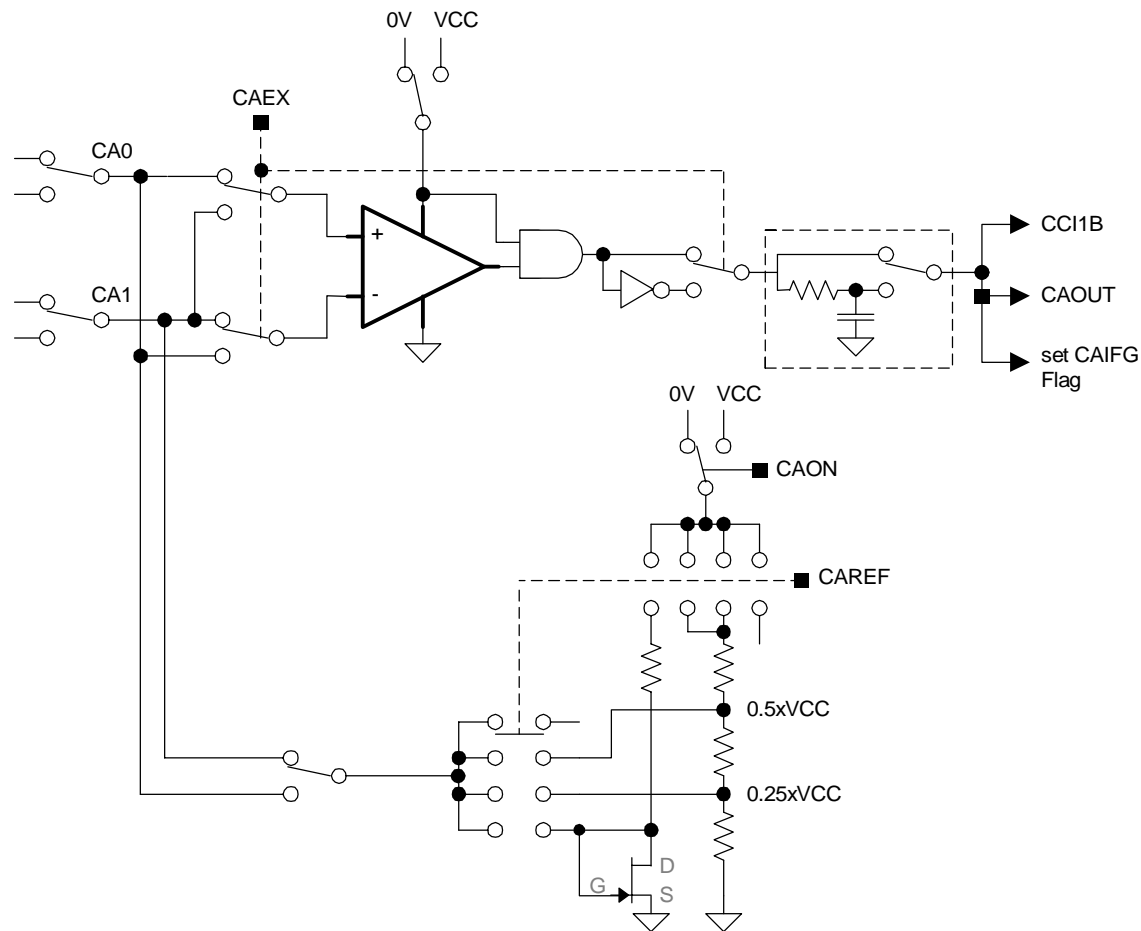 0V VCC
CAEX
CA0
+
CCI1B
-
CA1
CAOUT
set CAIFG
Flag
0V VCC
CAON
CAREF
0.5xVCC
0.25xVCC
D
G S